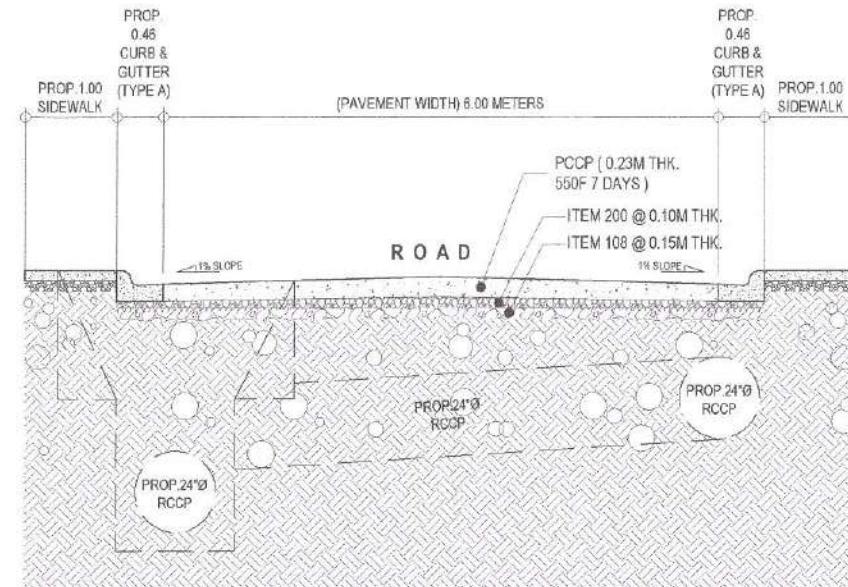 PROP.
0.46
CURB &
GUTTER
(TYPE A)
PROP.
0.46
CURB &
GUTTER
(TYPE A)
PROP.1.00
SIDEWALK
(PAVEMENT WIDTH) 6.00 METERS
PROP.1.00
SIDEWALK
PCCP ( 0.23M THK.
550F 7 DAYS )
ITEM 200 @ 0.10M THK.
ITEM 108 @ 0.15M THK.
ROAD
1% SLOPE
1% SLOPE
PROP.24"Ø
RCCP
PROP.24"Ø
RCCP
PROP.24"Ø
RCCP